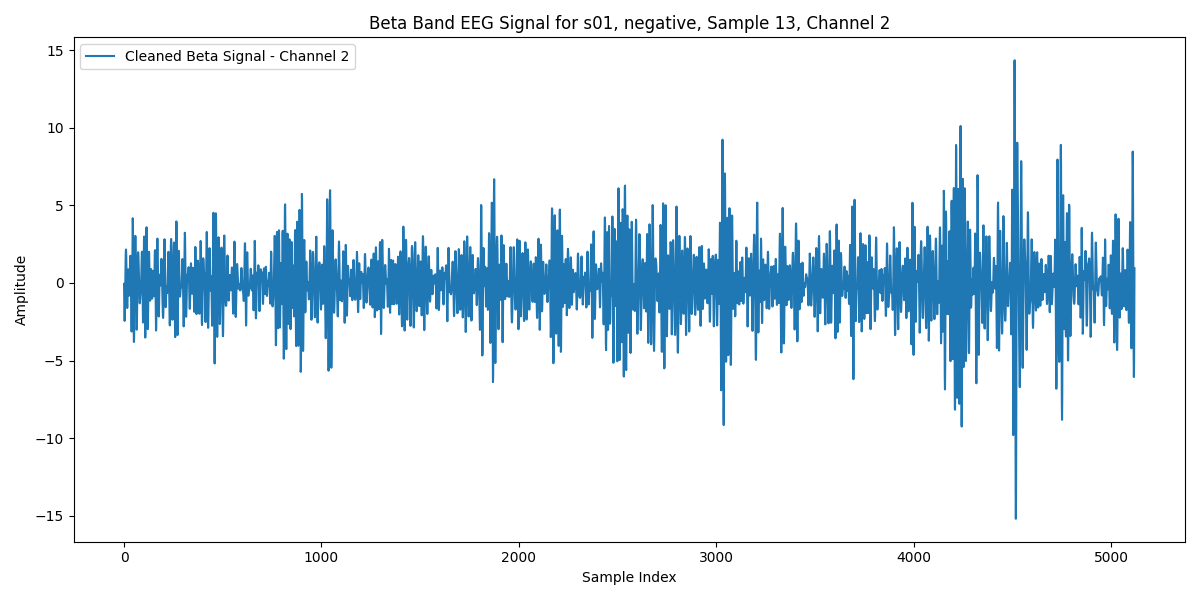 Beta Band EEG Signal for s01, negative, Sample 13, Channel 2
Cleaned Beta Signal - Channel 2
15
10
5
0
−5
−10
−15
Amplitude
0 1000 2000 3000 4000 5000
Sample Index